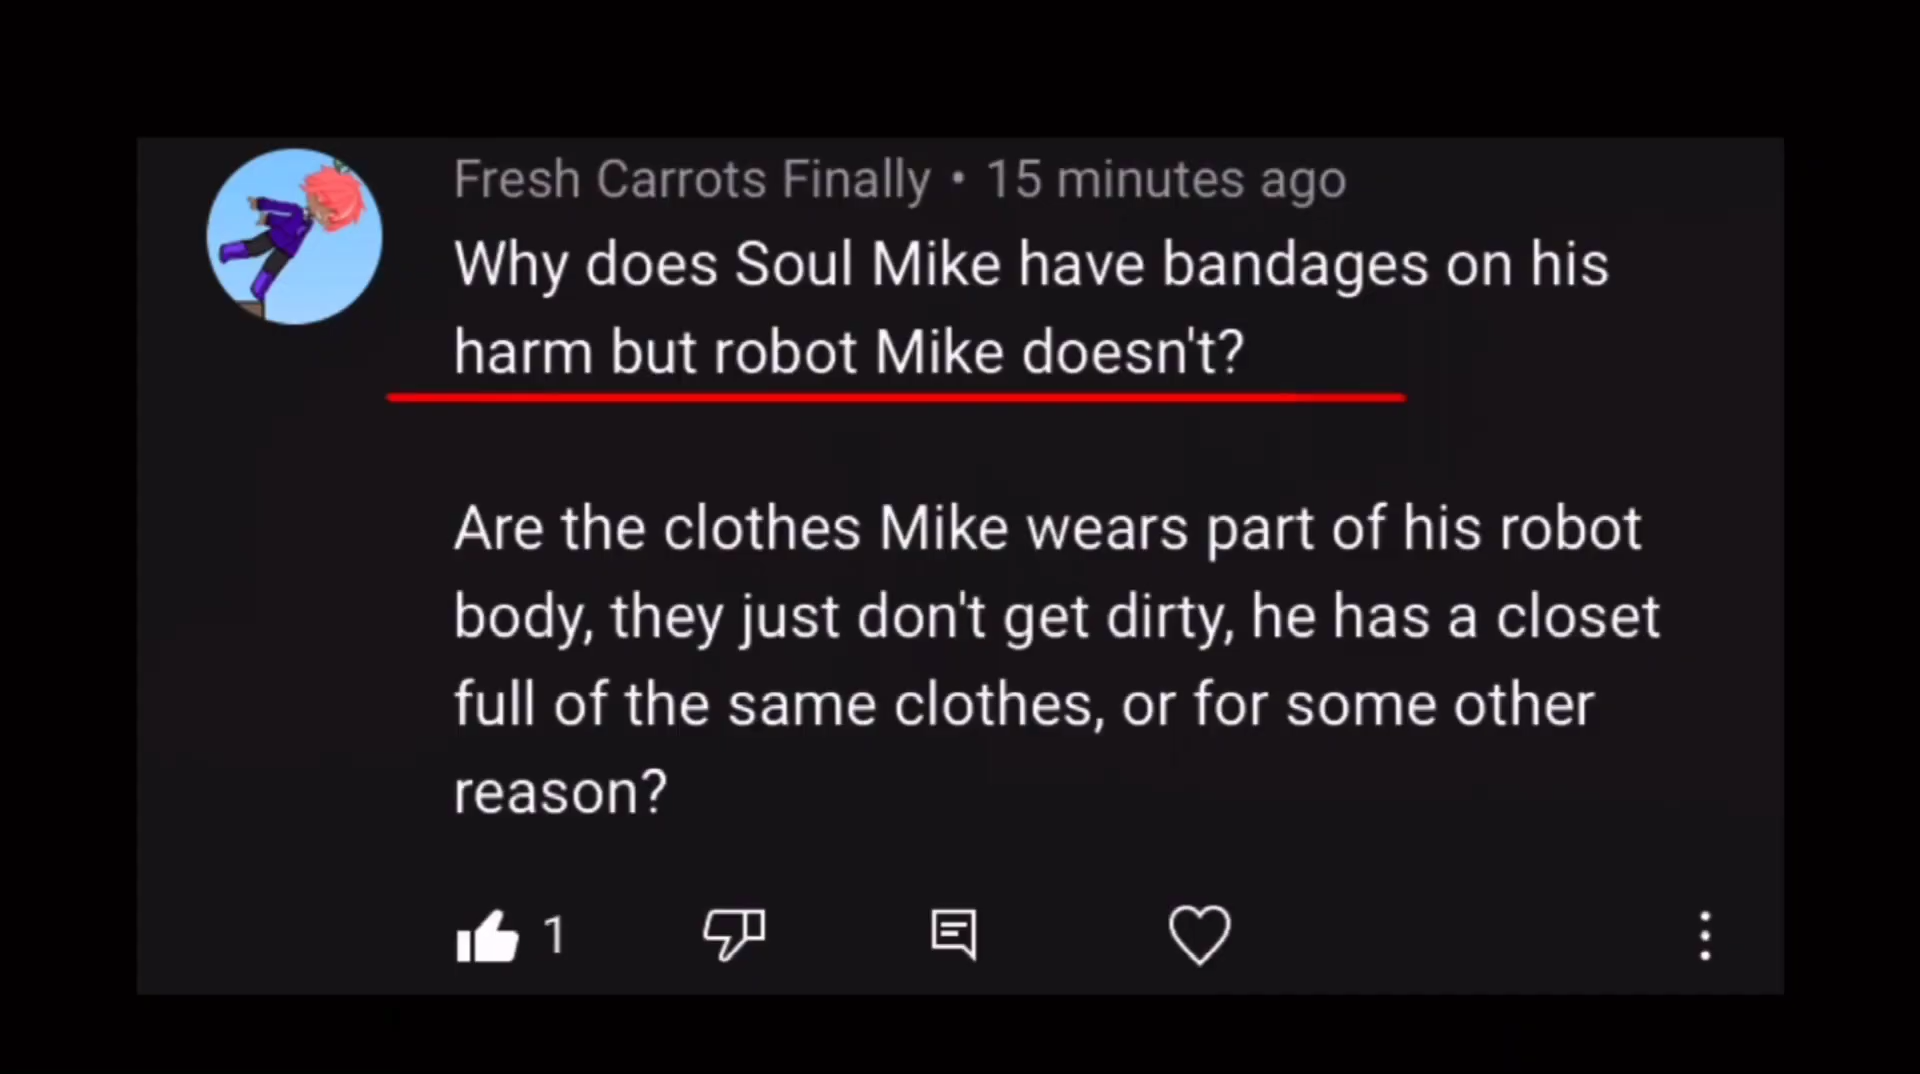 Fresh Carrots Finally • 15 minutes ago
Why does Soul Mike have bandages on his
harm but robot Mike doesn't?
Are the clothes Mike wears part of his robot
body, they just don't get dirty, he has a closet
full of the same clothes, or for some other
reason?
1